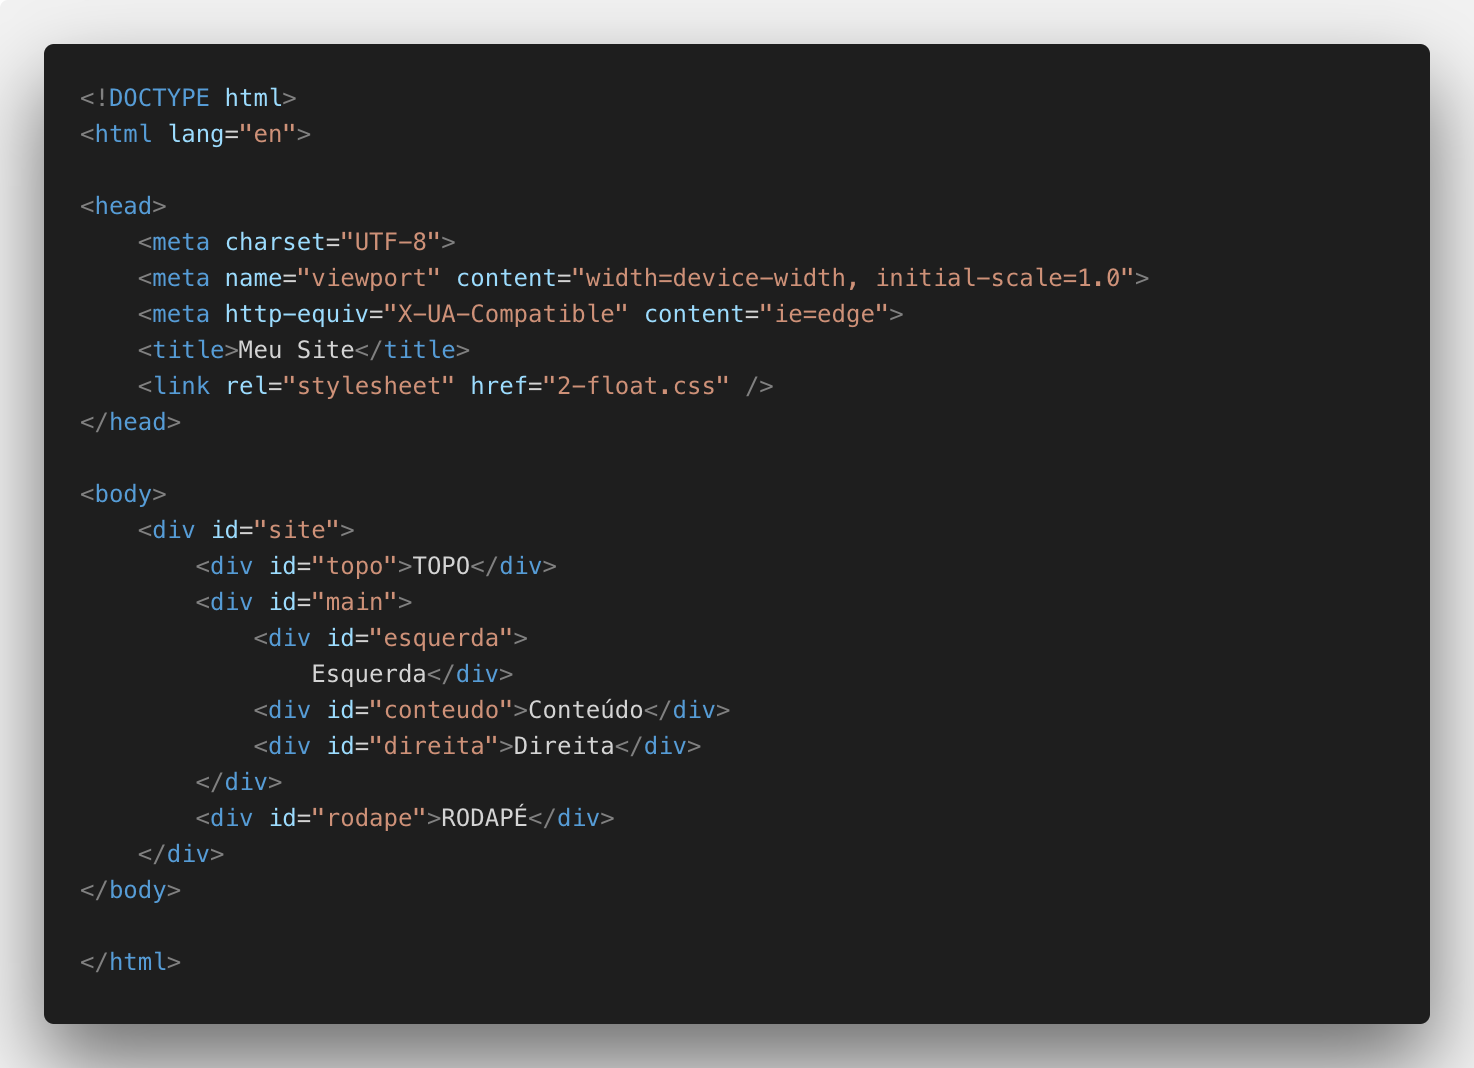 <!DOCTYPE html>
<html lang="en">
<head>
<meta charset="UTF-8">
<meta name="viewport" content="width=device-width, initial-scale=1.0">
<meta http-equiv="X-UA-Compatible" content="ie=edge">
<title>Meu Site</title>
<link rel="stylesheet" href="2-float.css" />
</head>
<body>
<div id="site">
<div id="topo">TOPO</div>
<div id="main">
<div id="esquerda">
Esquerda</div>
<div id="conteudo">Conteúdo</div>
<div id="direita">Direita</div>
</div>
<div id="rodape">RODAPÉ</div>
</div>
</body>
</html>